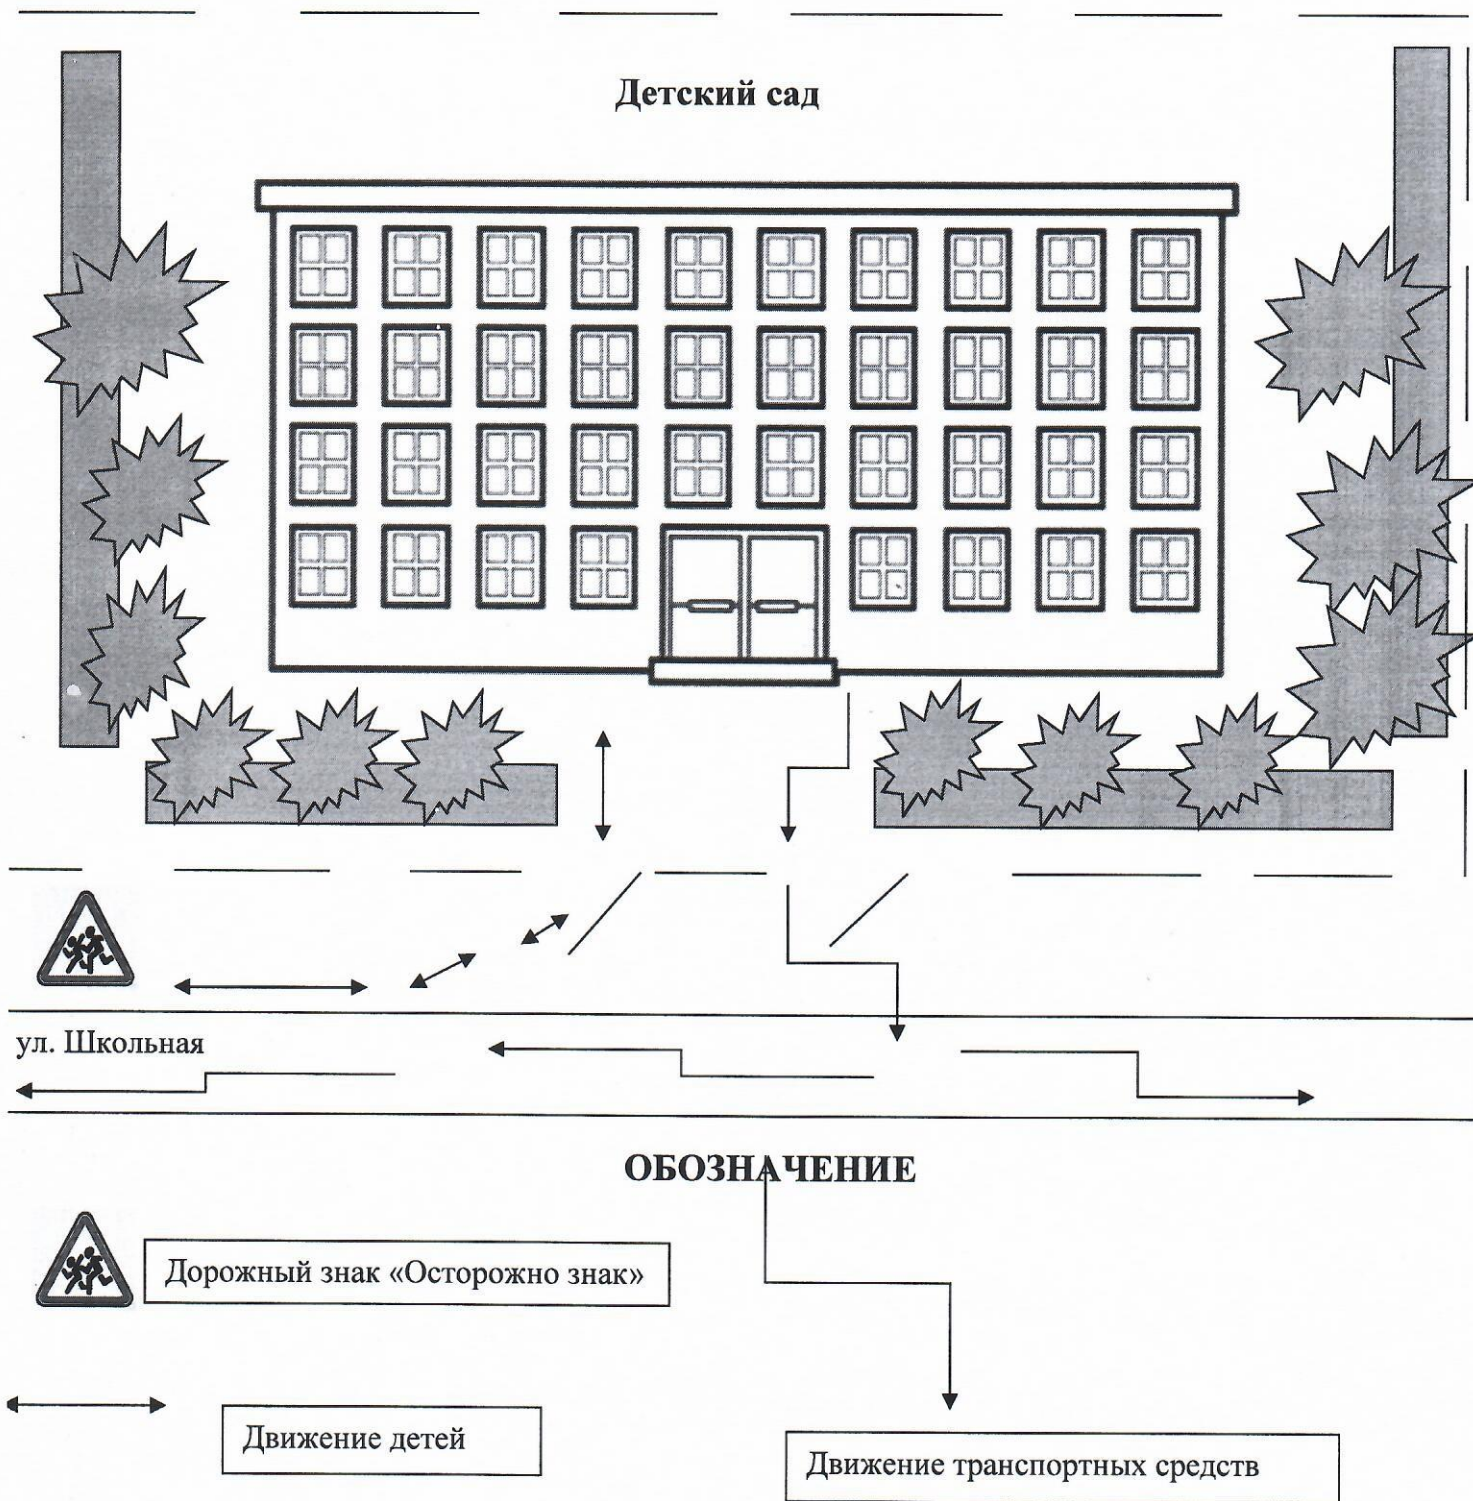 Детский сад
ул. Школьная
ОБОЗНАЧЕНИЕ
Дорожный знак «Осторожно знак»
Движение детей
Движение транспортных средств